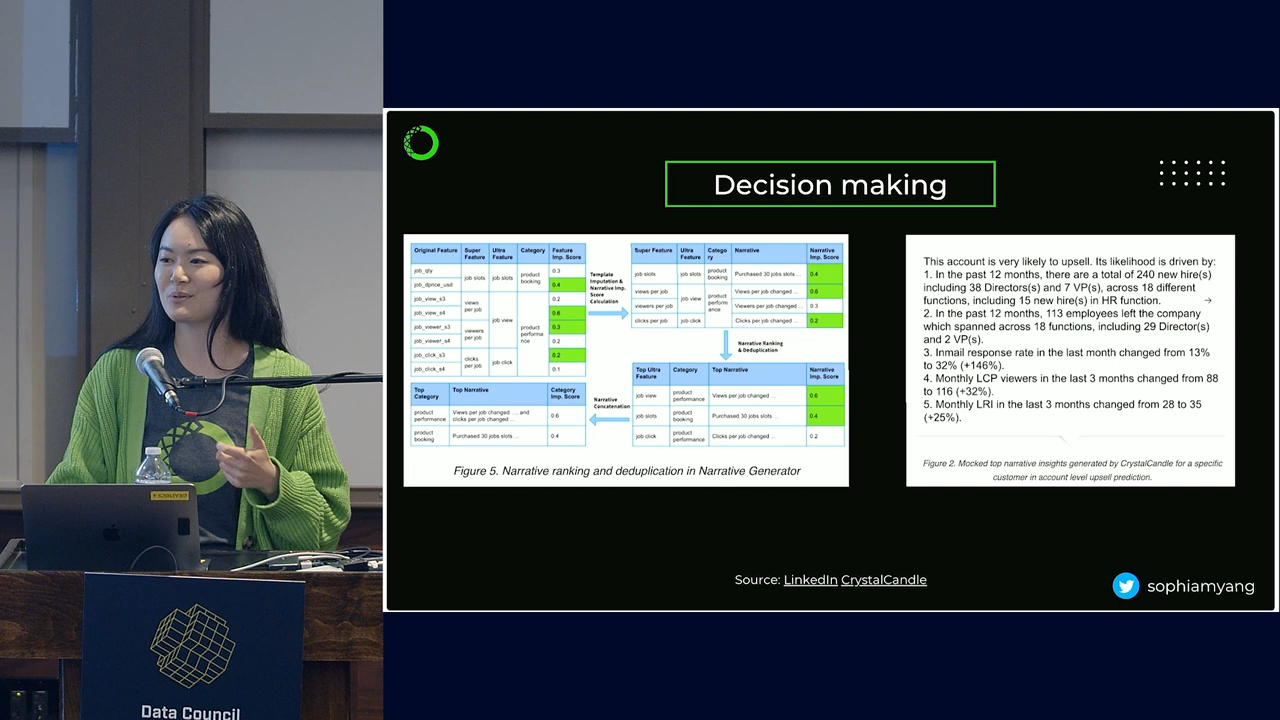 Decision making
Original Feature Super Feature Ultra Feature Category Feature Imp. Score
job_qty job slots job slots product booking 0.3
job_dprice_usd 0.4
job_view_s3 views per job job view product performance 0.2
job_view_s4 0.6
job_viewer_s3 viewers per job 0.3
job_viewer_s4 0.2
job_click_s3 clicks per job job click 0.2
job_click_s4 0.1
Template
Imputation &
Narrative Imp.
Score
Calculation
Super Feature Ultra Feature Catego ry Narrative Narrative Imp. Score
job slots job slots product booking Purchased 30 jobs slots ... 0.4
views per job job view product perform ance Views per job changed ... 0.6
viewers per job Viewers per job changed ... 0.3
clicks per job job click Clicks per job changed ... 0.2
Narrative Ranking
& Deduplication
Top Ultra Feature Category Top Narrative Narrative Imp. Score
job view product performance Views per job changed ... 0.6
job slots product booking Purchased 30 jobs slots ... 0.4
job click product performance Clicks per job changed ... 0.2
Narrative
Concatenation
Top Category Top Narrative Category Imp. Score
product performance Views per job changed .... and clicks per job changed ... 0.6
product booking Purchased 30 jobs slots ... 0.4
Figure 5. Narrative ranking and deduplication in Narrative Generator
This account is very likely to upsell. Its likelihood is driven by:
1. In the past 12 months, there are a total of 240 new hire(s)
including 38 Directors(s) and 7 VP(s), across 18 different
functions, including 15 new hire(s) in HR function.
2. In the past 12 months, 113 employees left the company
which spanned across 18 functions, including 29 Director(s)
and 2 VP(s).
3. Inmail response rate in the last month changed from 13%
to 32% (+146%).
4. Monthly LCP viewers in the last 3 months changed from 88
to 116 (+32%).
5. Monthly LRI in the last 3 months changed from 28 to 35
(+25%).
Figure 2. Mocked top narrative insights generated by CrystalCandle for a specific
customer in account level upsell prediction.
Source: LinkedIn CrystalCandle
sophiamyang
Data Council